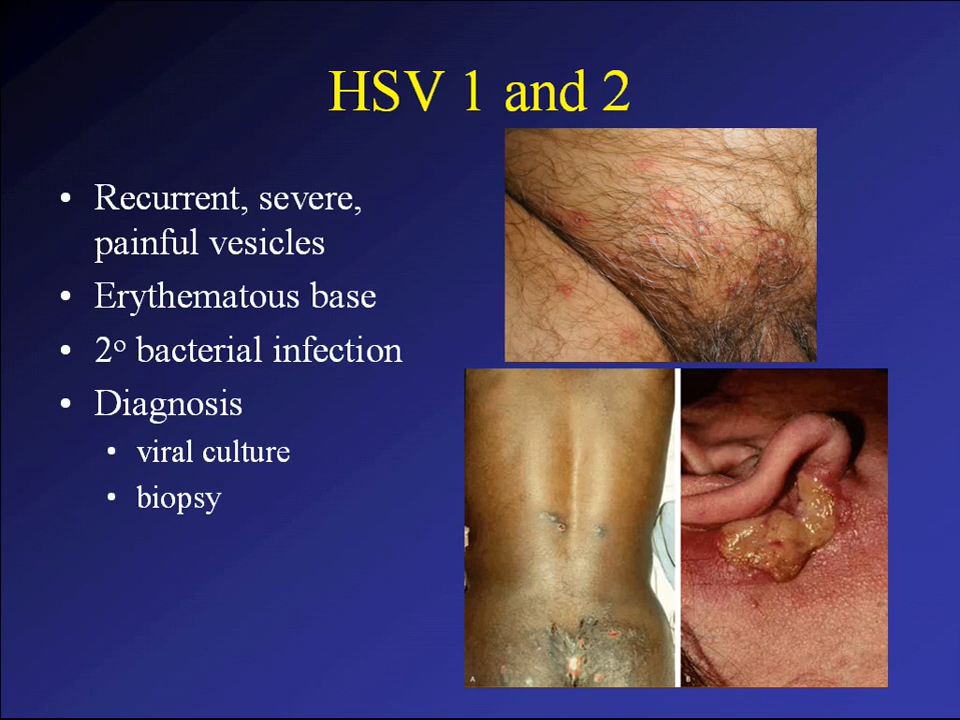 HSV 1 and 2
• Recurrent, severe,
painful vesicles
• Erythematous base
• 2º bacterial infection
• Diagnosis
• viral culture
• biopsy
A
B